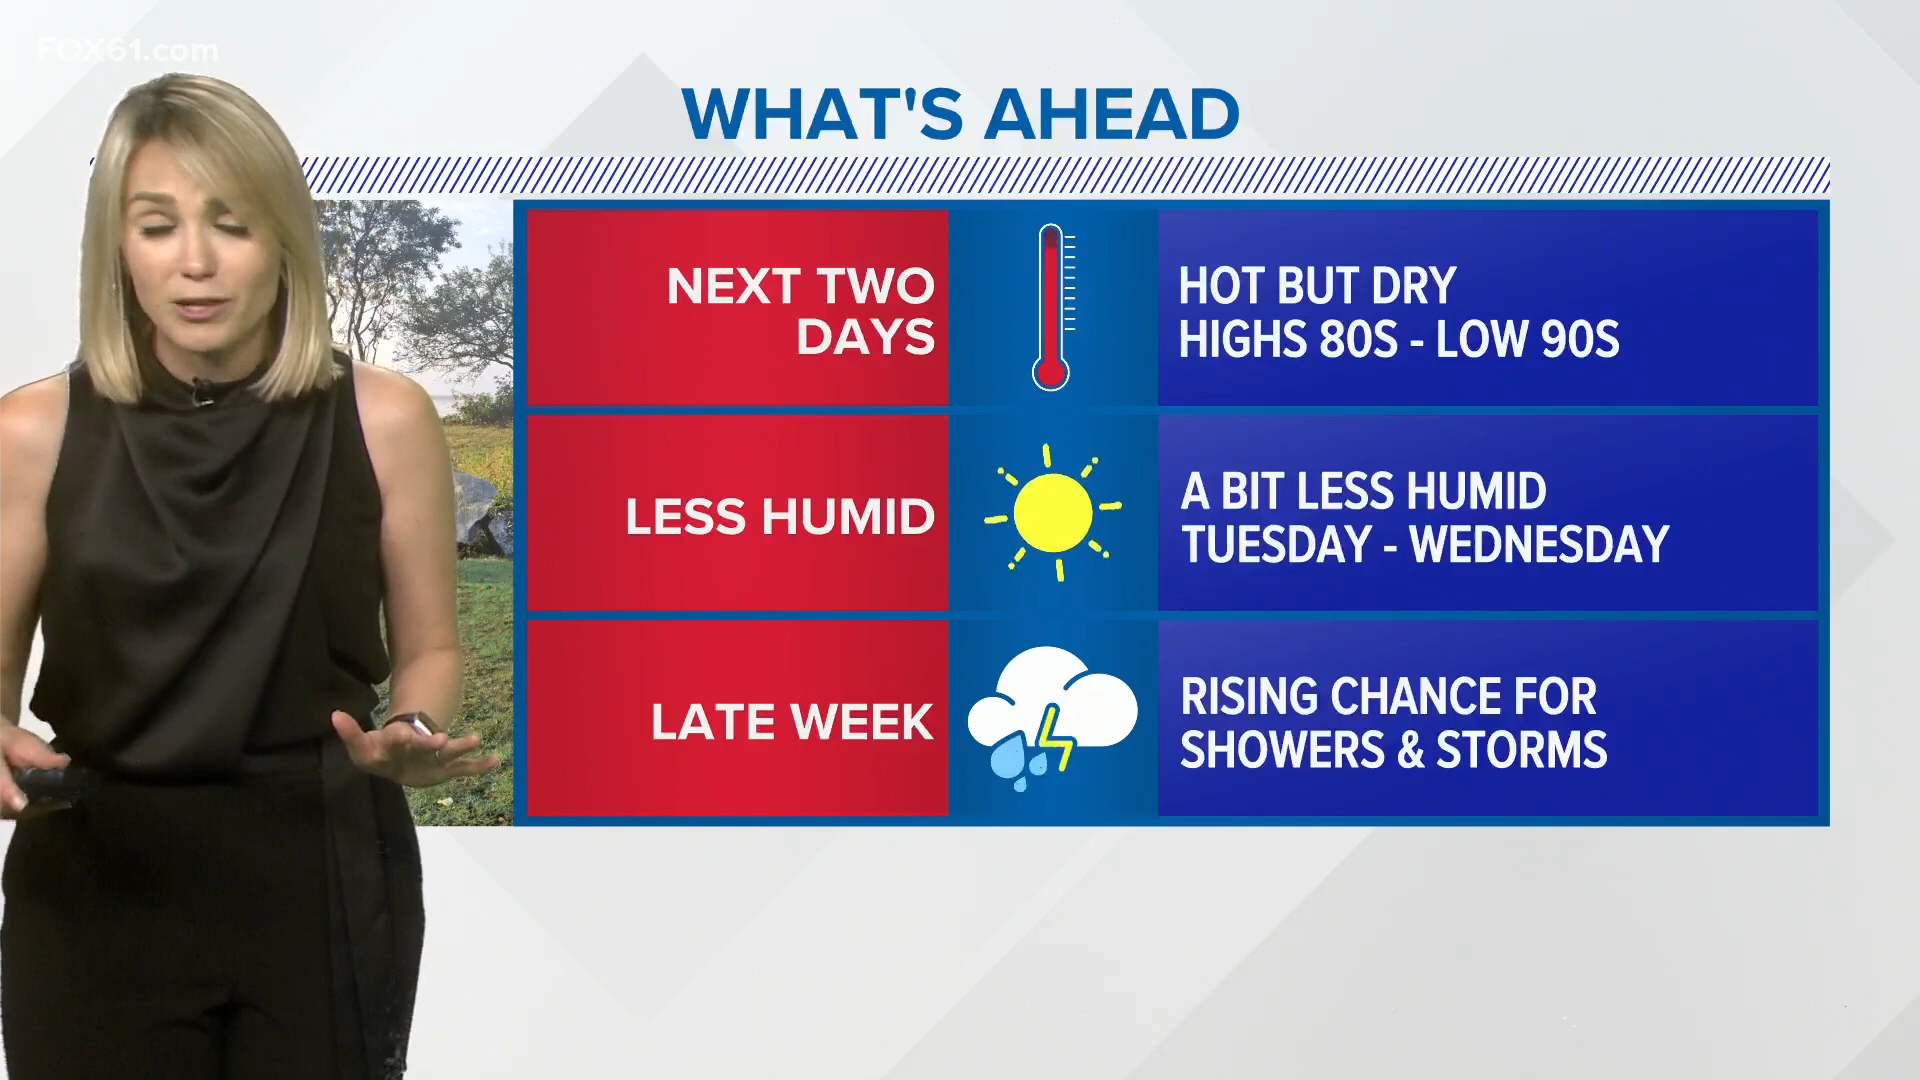 FOX61.com
WHAT'S AHEAD
NEXT TWO
DAYS
HOT BUT DRY
HIGHS 80S - LOW 90S
LESS HUMID
A BIT LESS HUMID
TUESDAY - WEDNESDAY
LATE WEEK
RISING CHANCE FOR
SHOWERS & STORMS